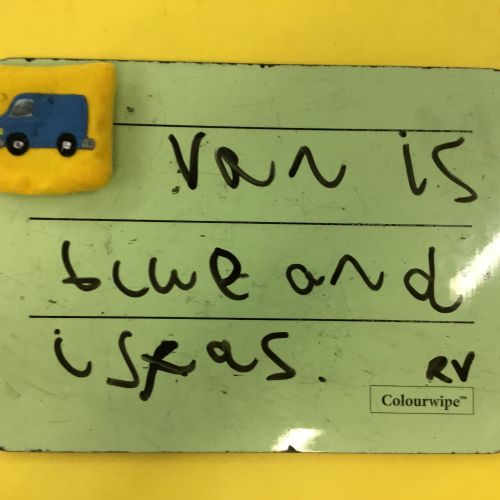 van is
blue and
is fas.
RV
Colourwipe™